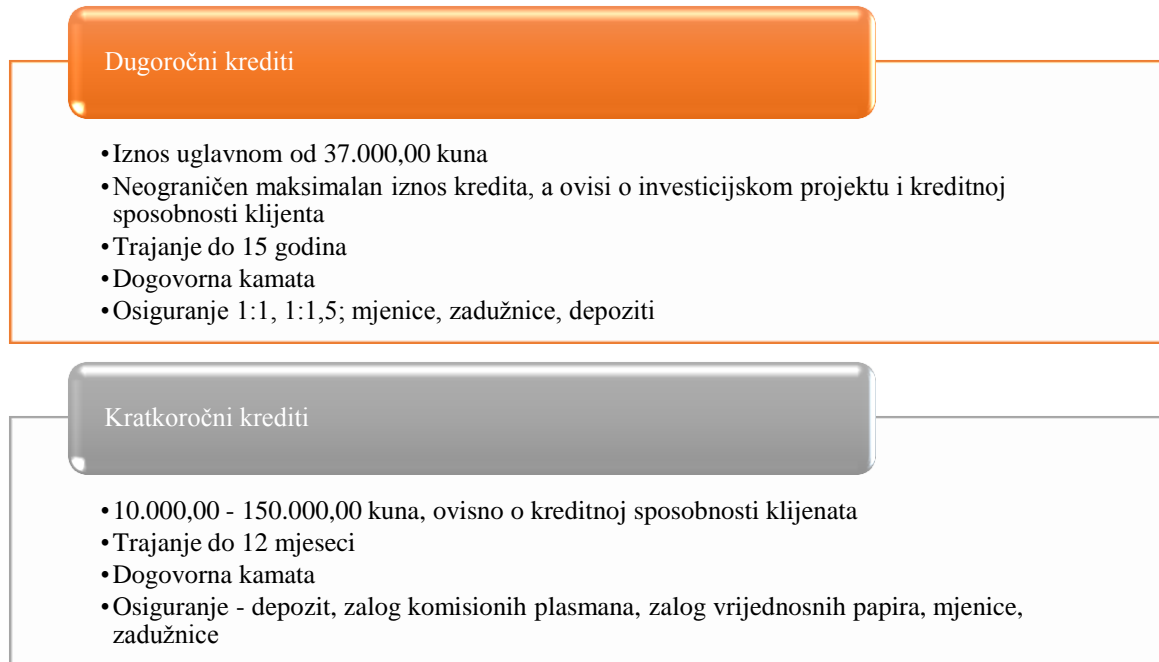 Dugoročni krediti
•Iznos uglavnom od 37.000,00 kuna
•Neograničen maksimalan iznos kredita, a ovisi o investicijskom projektu i kreditnoj
sposobnosti klijenta
•Trajanje do 15 godina
•Dogovorna kamata
•Osiguranje 1:1, 1:1,5; mjenice, zadužnice, depoziti
Kratkoročni krediti
•10.000,00 - 150.000,00 kuna, ovisno o kreditnoj sposobnosti klijenata
•Trajanje do 12 mjeseci
•Dogovorna kamata
•Osiguranje - depozit, zalog komisionih plasmana, zalog vrijednosnih papira, mjenice,
zadužnice